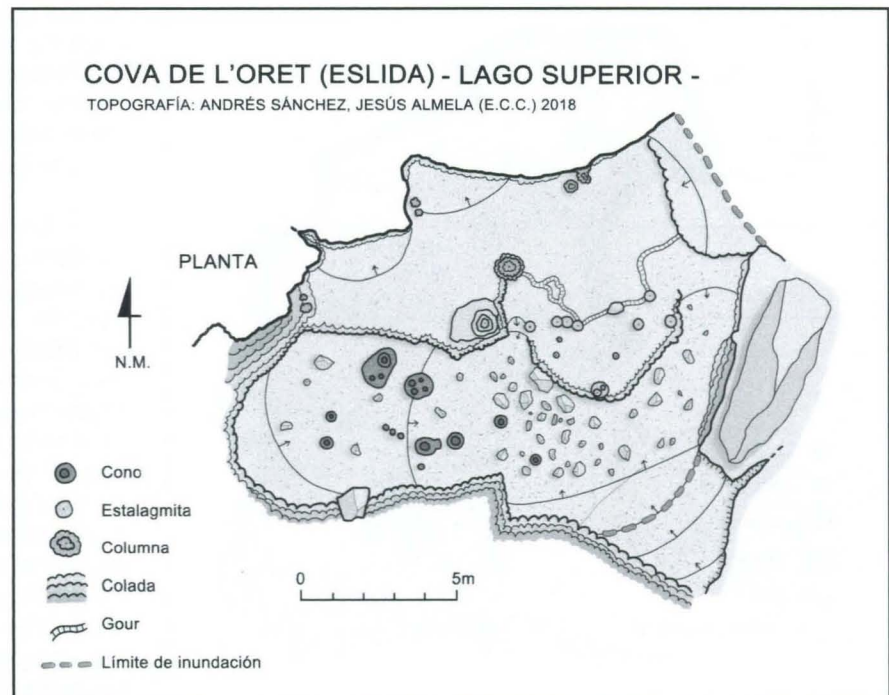 COVA DE L'ORET (ESLIDA) - LAGO SUPERIOR -
TOPOGRAFÍA: ANDRÉS SÁNCHEZ, JESÚS ALMELA (E.C.C.) 2018
PLANTA
N.M.
Cono
Estalagmita
Columna
Colada
Gour
Límite de inundación
0 5m